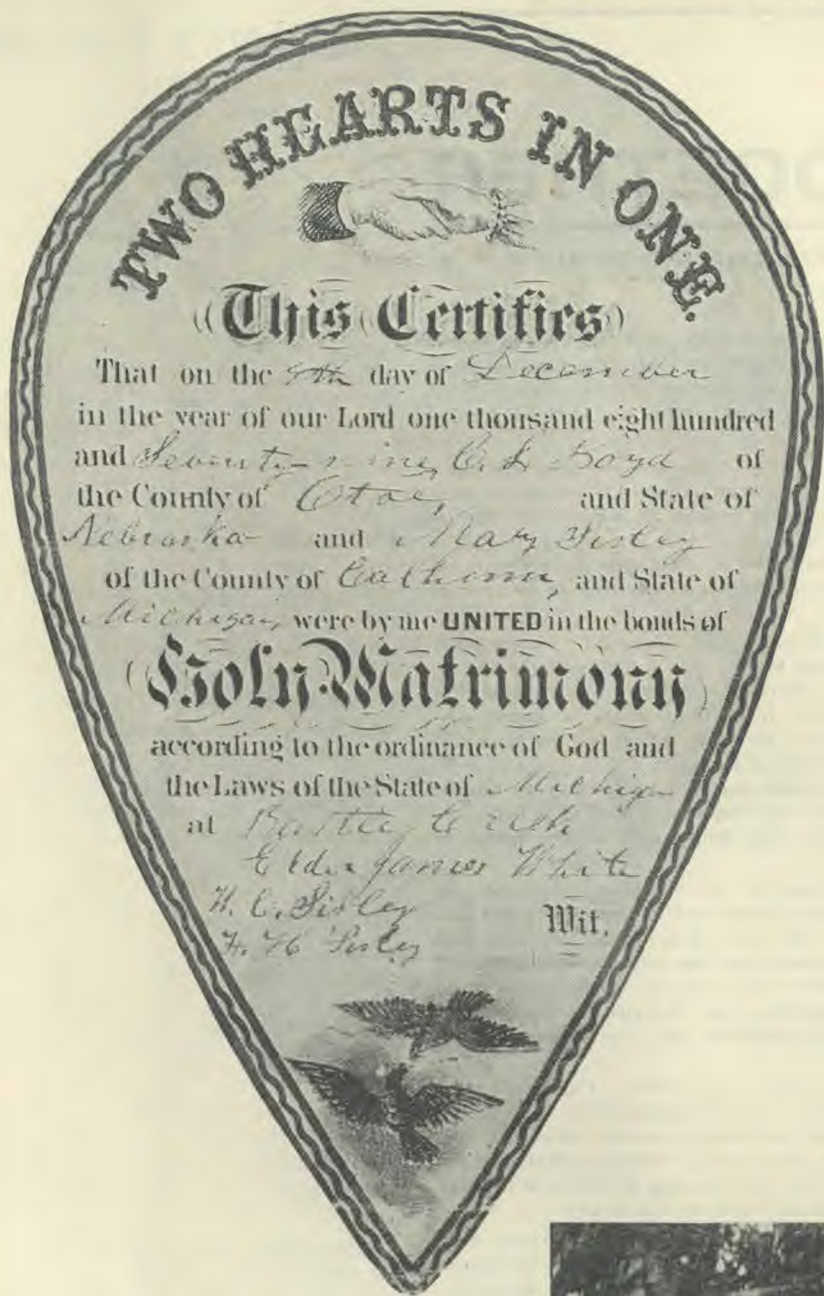 TWO HEARTS IN ONE.
This Certifies
That on the 8th day of December
in the year of our Lord one thousand eight hundred
and Seventy-nine, C. L. Boyd of
the County of Otoe, and State of
Nebraska and Mary Sisley
of the County of Calhoun, and State of
Michigan, were by me UNITED in the bonds of
Holy Matrimony
according to the ordinance of God and
the Laws of the State of Michigan
at Battle Creek
Elder James White
W. C. Sisley
Wit.
Sisley